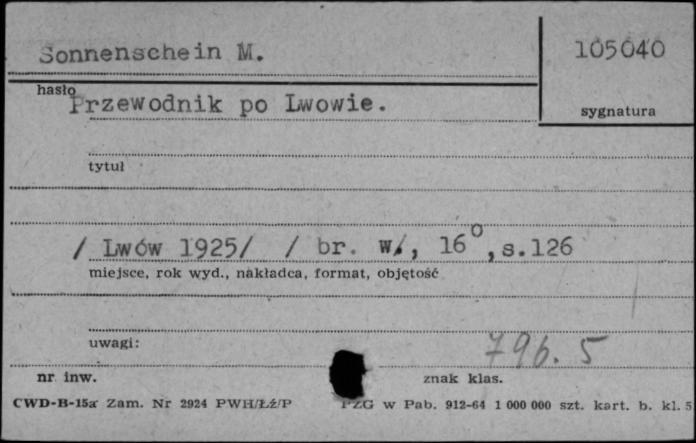 Sonnenschein M.
105040
hasło
Przewodnik po Lwowie.
sygnatura
tytuł
/ Lwów 1925/ / br. w., 16°, s.126
miejsce, rok wyd., nakładca, format, objętość
uwagi:
796. 5
nr inw.
znak klas.
CWD-B-15a Zam. Nr 2924 PWH/Łź/P
PZG w Pab. 912-64 1 000 000 szt. kart. b. kl. 5